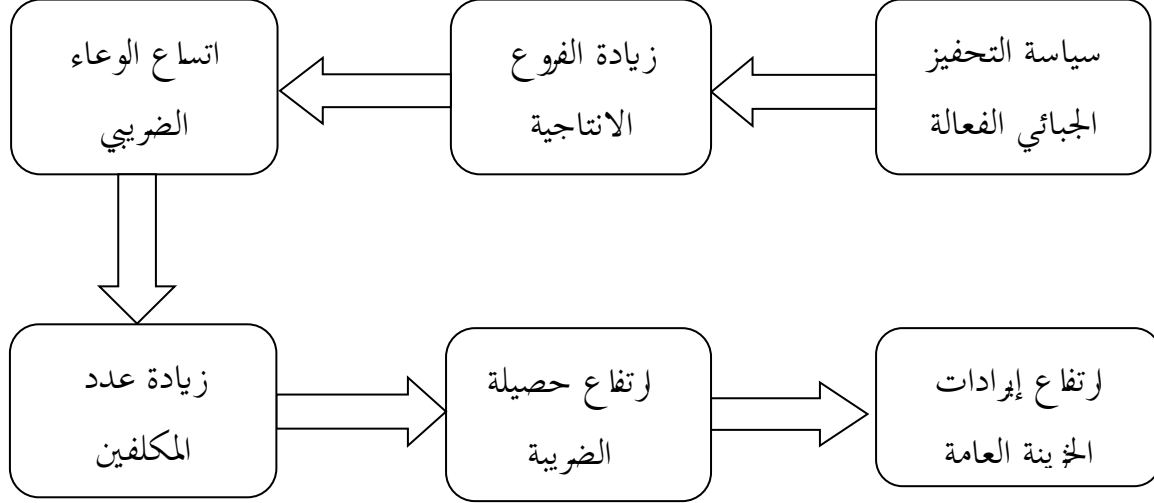 سياسة التحفيز
الجبائي الفعالة
زيادة الفروع
الانتاجية
اتساع الوعاء
الضريبي
زيادة عدد
المكلفين
ارتفاع حصيلة
الضريبة
ارتفاع إيرادات
الخزينة العامة